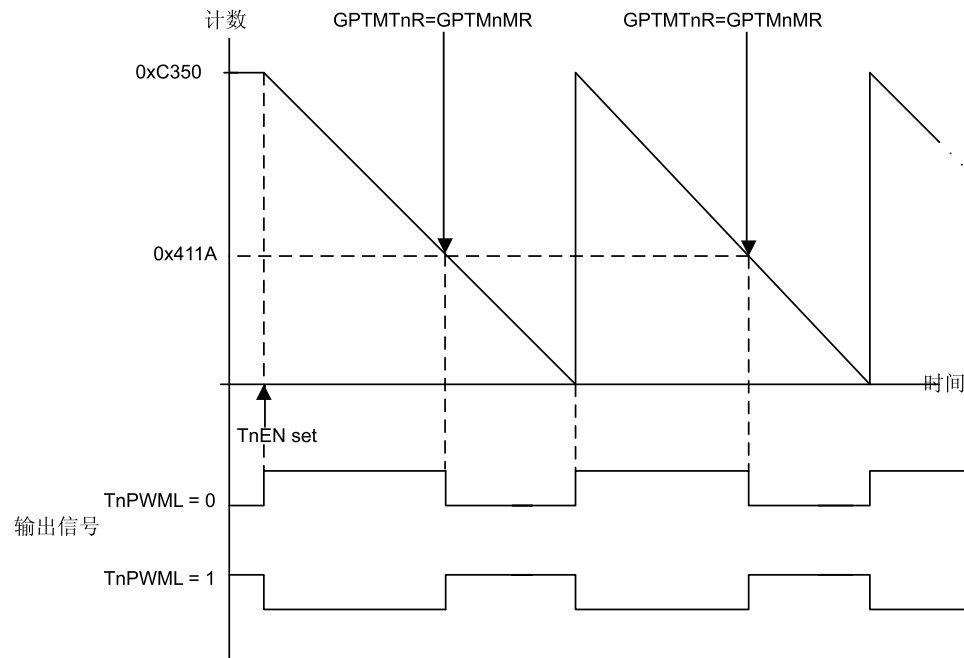 计数
GPTMTnR=GPTMnMR
GPTMTnR=GPTMnMR
0xC350
0x411A
时间
TnEN set
TnPWML = 0
输出信号
TnPWML = 1